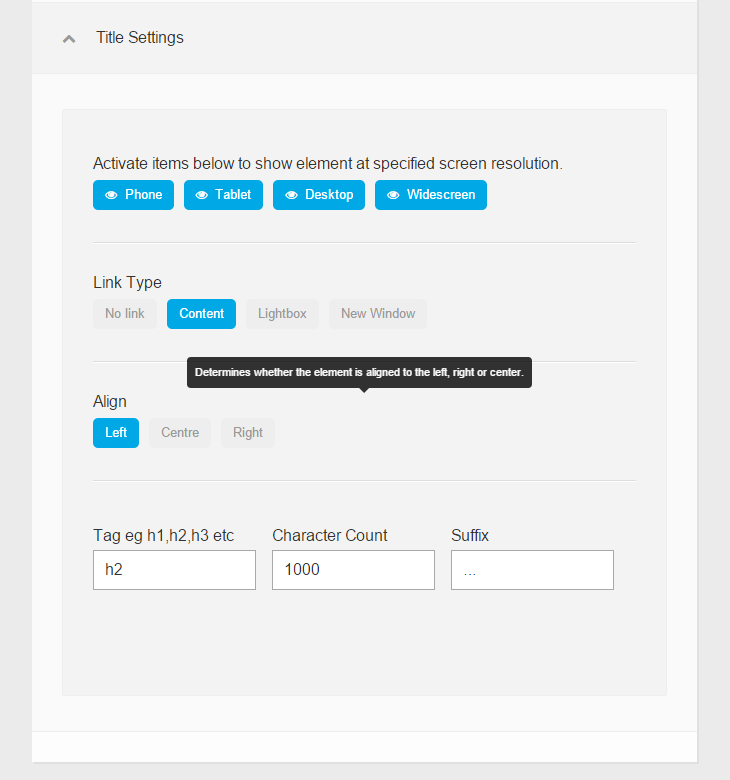 Title Settings
Activate items below to show element at specified screen resolution.
Phone Tablet Desktop Widescreen
Link Type
No link Content Lightbox New Window
Determines whether the element is aligned to the left, right or center.
Align
Left Centre Right
Tag eg h1,h2,h3 etc Character Count Suffix
h2 1000 ...